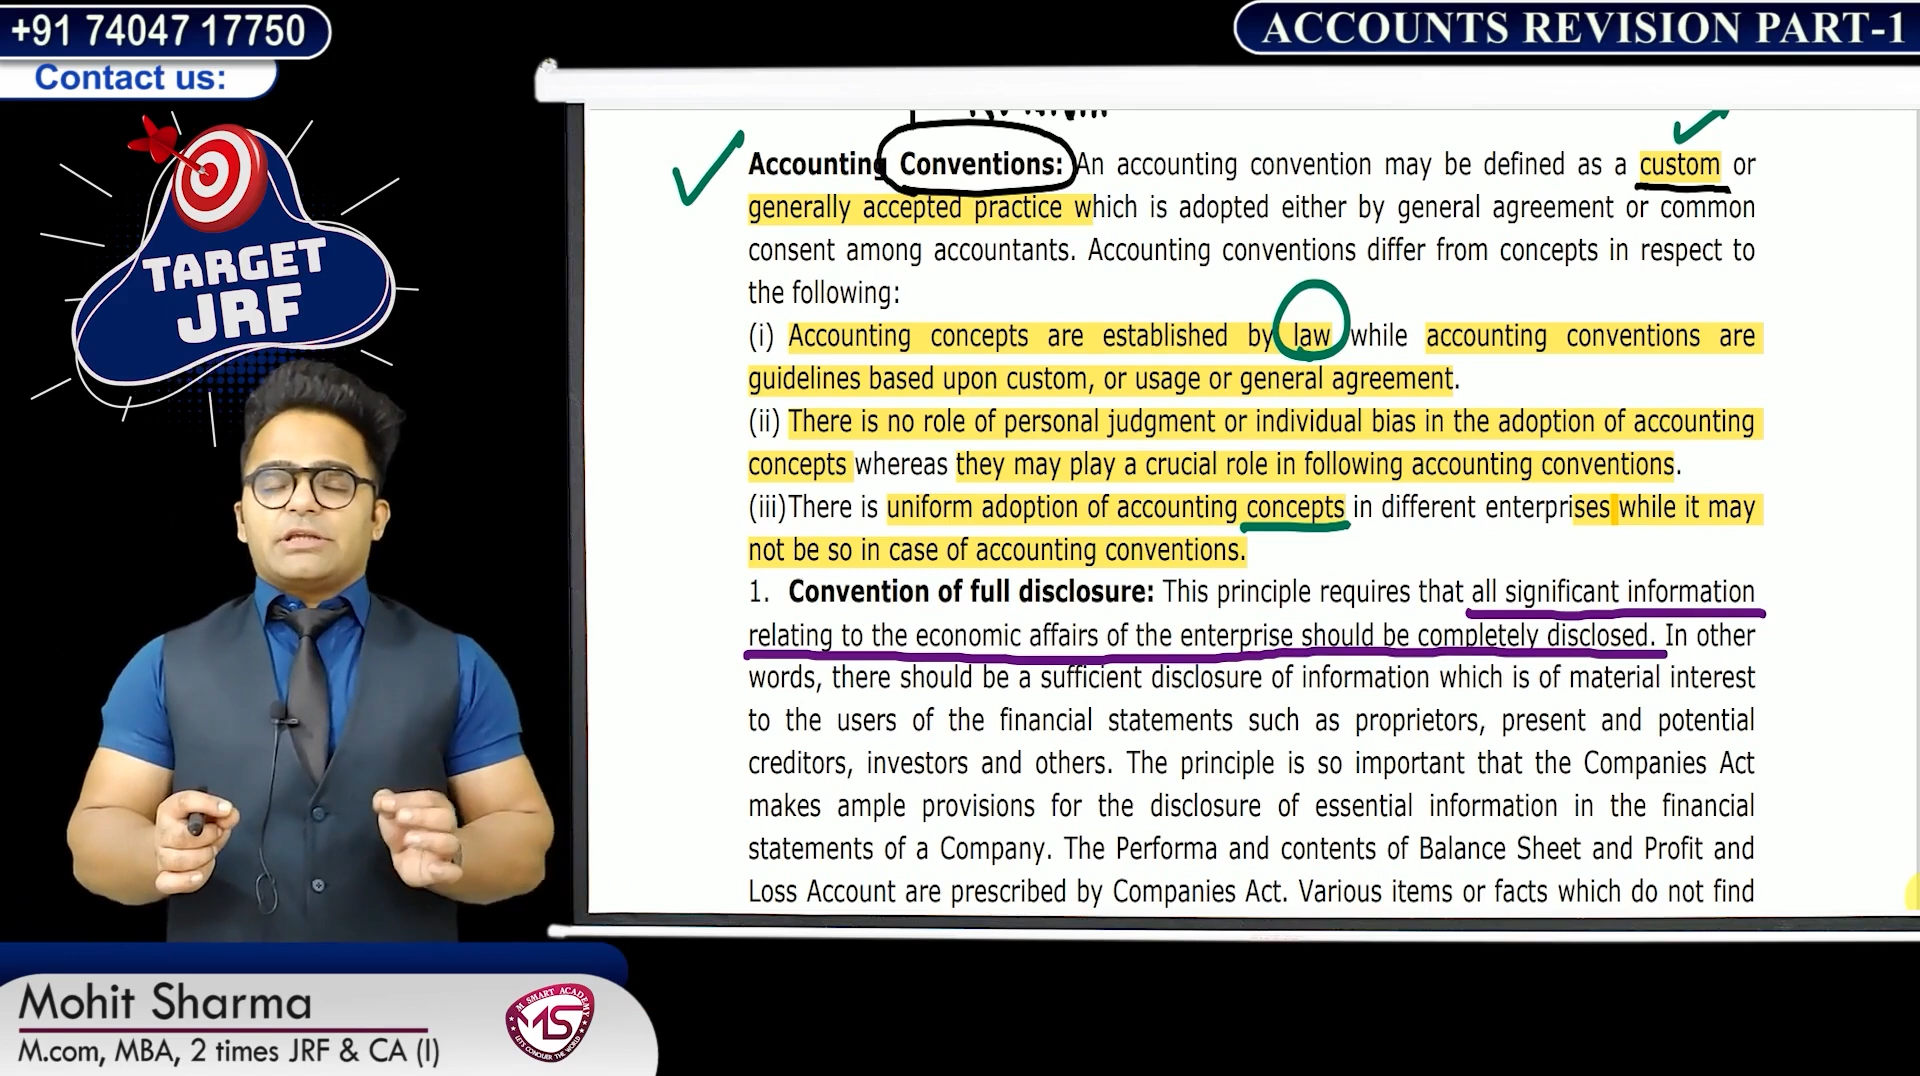 +91 74047 17750
Contact us:
ACCOUNTS REVISION PART-1
TARGET
JRF
Accounting Conventions: An accounting convention may be defined as a custom or
generally accepted practice which is adopted either by general agreement or common
consent among accountants. Accounting conventions differ from concepts in respect to
the following:
(i) Accounting concepts are established by law while accounting conventions are
guidelines based upon custom, or usage or general agreement.
(ii) There is no role of personal judgment or individual bias in the adoption of accounting
concepts whereas they may play a crucial role in following accounting conventions.
(iii)There is uniform adoption of accounting concepts in different enterprises while it may
not be so in case of accounting conventions.
1. Convention of full disclosure: This principle requires that all significant information
relating to the economic affairs of the enterprise should be completely disclosed. In other
words, there should be a sufficient disclosure of information which is of material interest
to the users of the financial statements such as proprietors, present and potential
creditors, investors and others. The principle is so important that the Companies Act
makes ample provisions for the disclosure of essential information in the financial
statements of a Company. The Performa and contents of Balance Sheet and Profit and
Loss Account are prescribed by Companies Act. Various items or facts which do not find
Mohit Sharma
M.com, MBA, 2 times JRF & CA (I)
M SMART ACADEMY
MS
LETS CONQUER THE WORLD